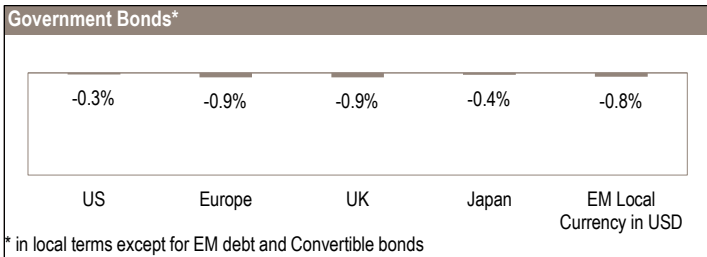 Government Bonds*
-0.3%
-0.9%
-0.9%
-0.4%
-0.8%
US
Europe
UK
Japan
EM Local
Currency in USD
* in local terms except for EM debt and Convertible bonds